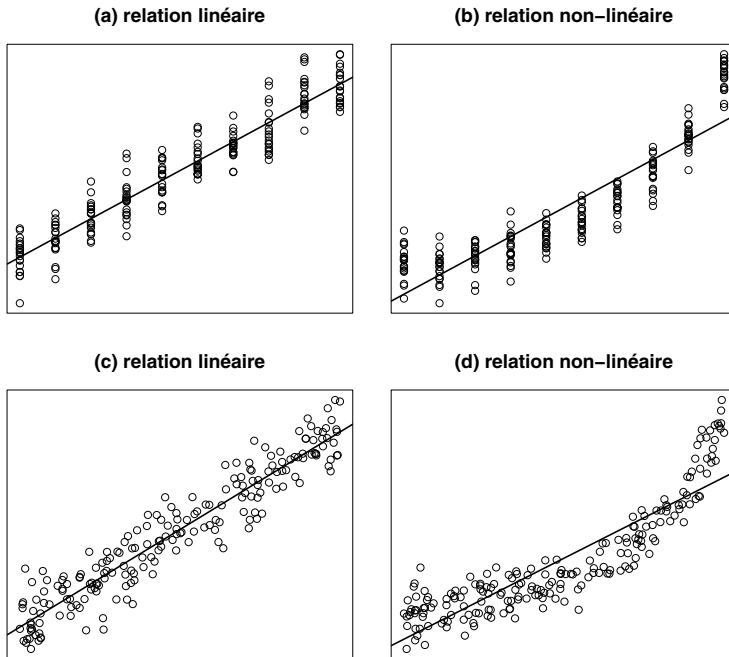 (a) relation linéaire
(b) relation non−linéaire
(c) relation linéaire
(d) relation non−linéaire